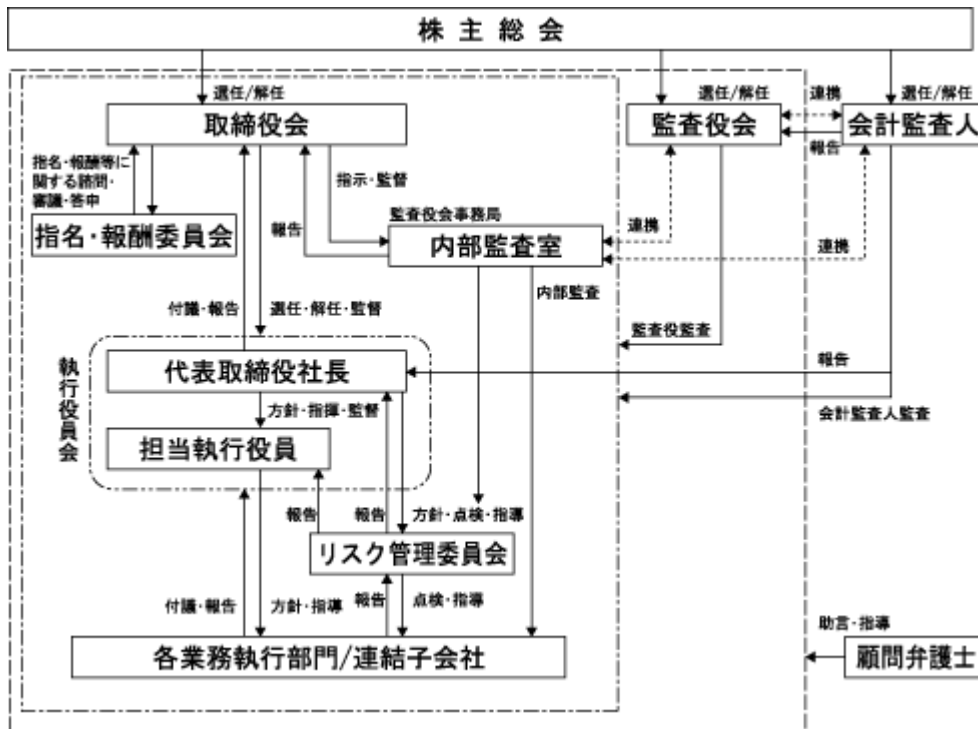 株主総会
選任/解任
選任/解任
選任/解任
取締役会
監査役会
連携
報告
会計監査人
指名・報酬等に
関する諮問・
審議・答申
指示・監督
監査役会事務局
指名・報酬委員会
報告
内部監査室
連携
連携
内部監査
付議・報告
選任・解任・監督
監査役監査
執行役員会
代表取締役社長
報告
方針・指揮・監督
会計監査人監査
担当執行役員
報告
報告
方針・点検・指導
リスク管理委員会
付議・報告
方針・指導
報告
点検・指導
助言・指導
各業務執行部門/連結子会社
顧問弁護士